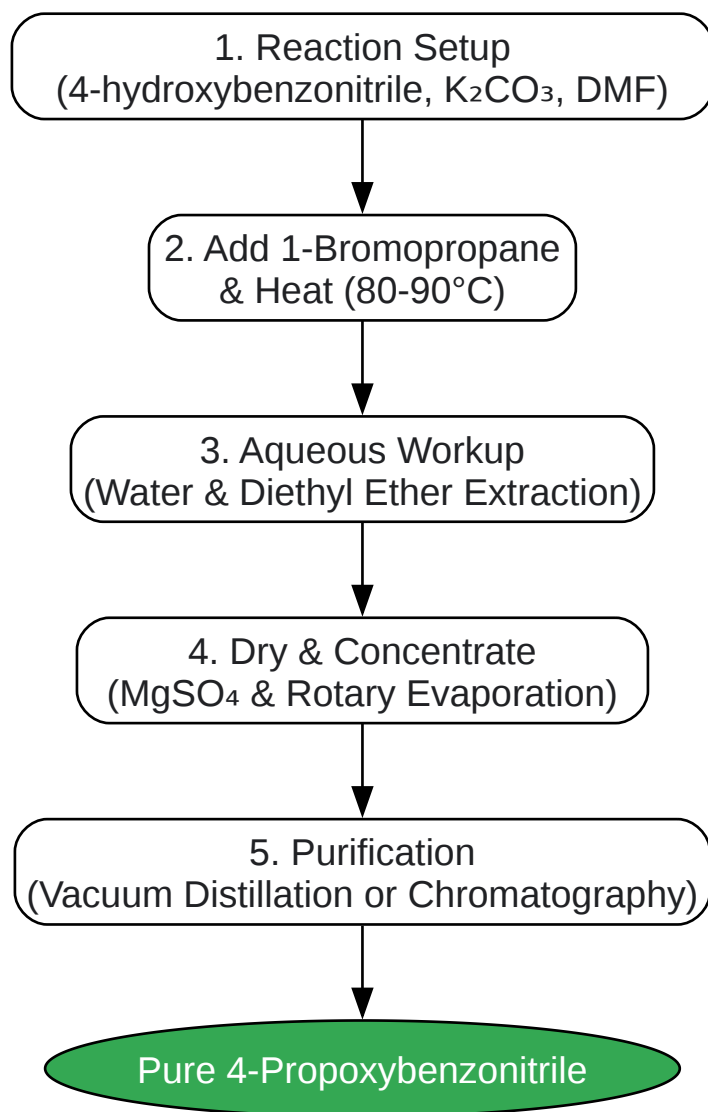 1. Reaction Setup
(4-hydroxybenzonitrile, K₂CO₃, DMF)
2. Add 1-Bromopropane
& Heat (80-90°C)
3. Aqueous Workup
(Water & Diethyl Ether Extraction)
4. Dry & Concentrate
(MgSO₄ & Rotary Evaporation)
5. Purification
(Vacuum Distillation or Chromatography)
Pure 4-Propoxybenzonitrile